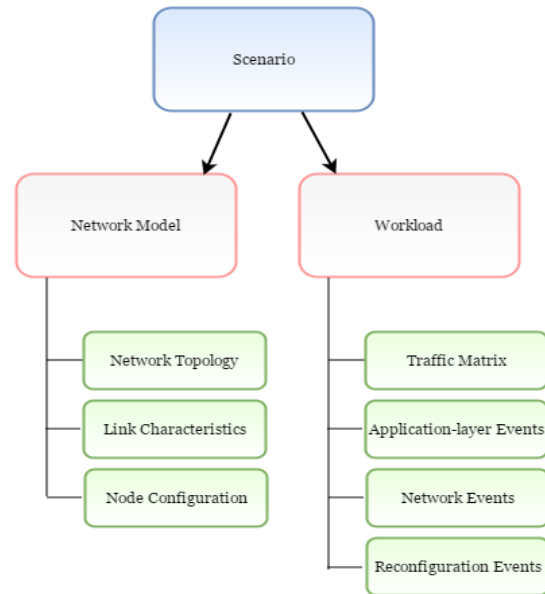 Scenario
Network Model
Workload
Network Topology
Link Characteristics
Node Configuration
Traffic Matrix
Application-layer Events
Network Events
Reconfiguration Events